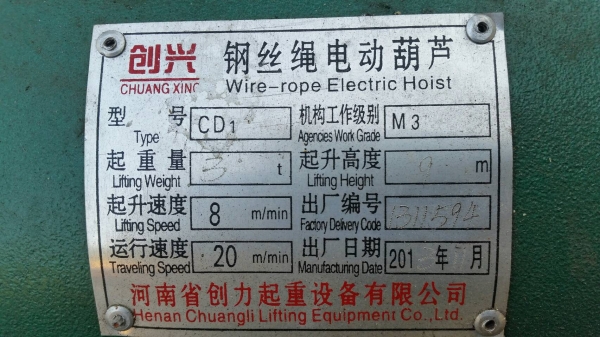 创兴 钢丝绳电动葫芦
CHUANG XING Wire-rope Electric Hoist
型号 CD1 机构工作级别 M3
Type Agencies Work Grade
起重量 3 t 起升高度 9 m
Lifting Weight Lifting Height
起升速度 8 m/min 出厂编号 1311594
Lifting Speed Factory Delivery Code
运行速度 20 m/min 出厂日期 201 年 月
Traveling Speed Manufacturing Date
河南省创力起重设备有限公司
Henan Chuangli Lifting Equipment Co.,Ltd.